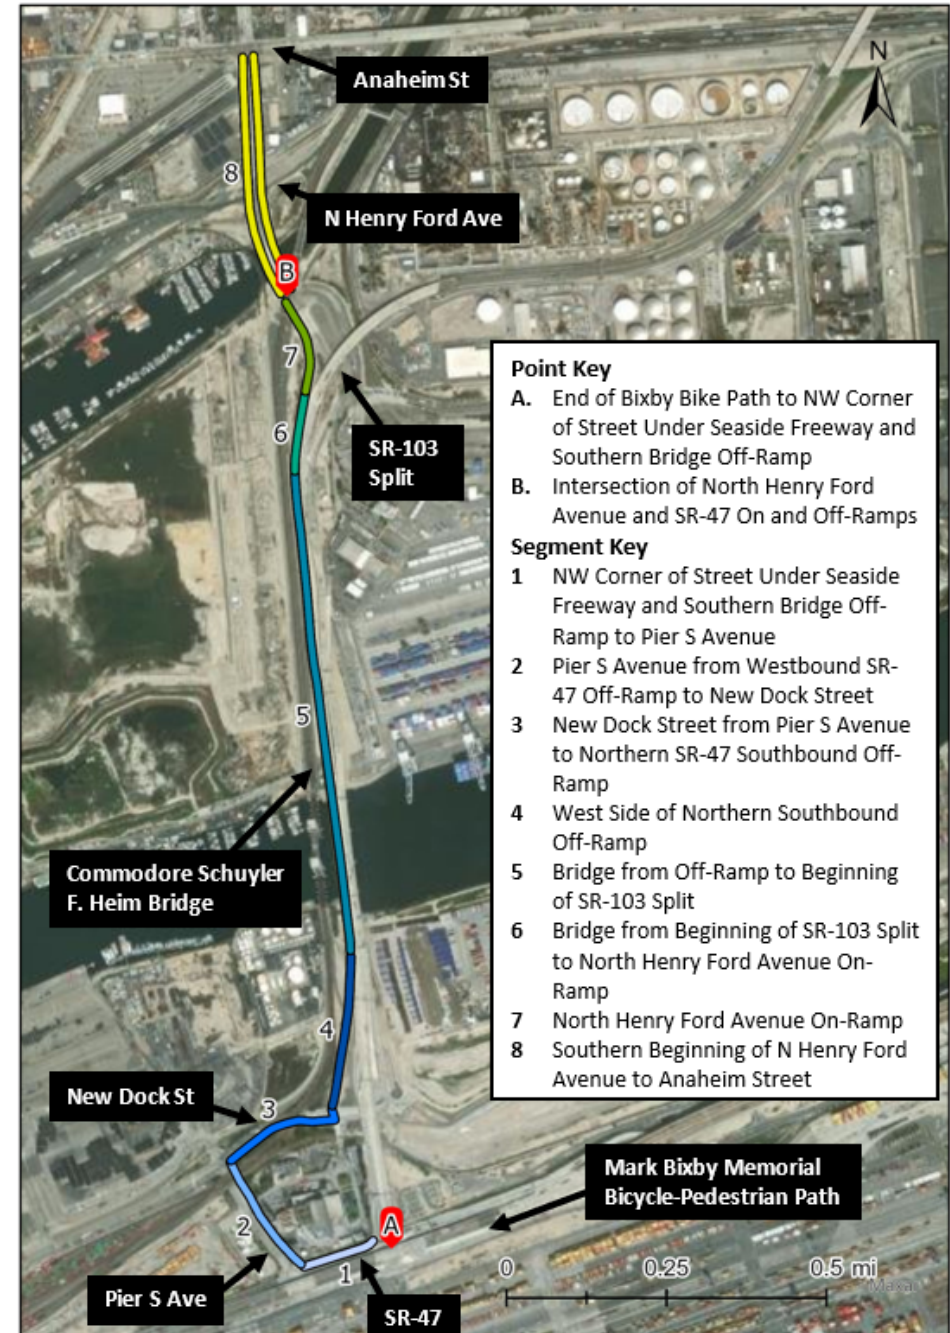 Anaheim St
N
8
N Henry Ford Ave
B
7
6
SR-103
Split
Point Key
A. End of Bixby Bike Path to NW Corner
of Street Under Seaside Freeway and
Southern Bridge Off-Ramp
B. Intersection of North Henry Ford
Avenue and SR-47 On and Off-Ramps
Segment Key
1 NW Corner of Street Under Seaside
Freeway and Southern Bridge Off-
Ramp to Pier S Avenue
2 Pier S Avenue from Westbound SR-
47 Off-Ramp to New Dock Street
3 New Dock Street from Pier S Avenue
to Northern SR-47 Southbound Off-
Ramp
4 West Side of Northern Southbound
Off-Ramp
5 Bridge from Off-Ramp to Beginning
of SR-103 Split
6 Bridge from Beginning of SR-103 Split
to North Henry Ford Avenue On-
Ramp
7 North Henry Ford Avenue On-Ramp
8 Southern Beginning of N Henry Ford
Avenue to Anaheim Street
5
Commodore Schuyler
F. Heim Bridge
4
New Dock St
3
Mark Bixby Memorial
Bicycle-Pedestrian Path
A
2
1
Pier S Ave
SR-47
0 0.25 0.5 mi
Maxar